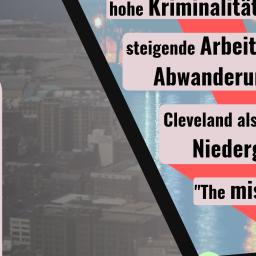 hohe Kriminalität
steigende Arbeit
Abwanderu
Cleveland als
Niederg
"The mis